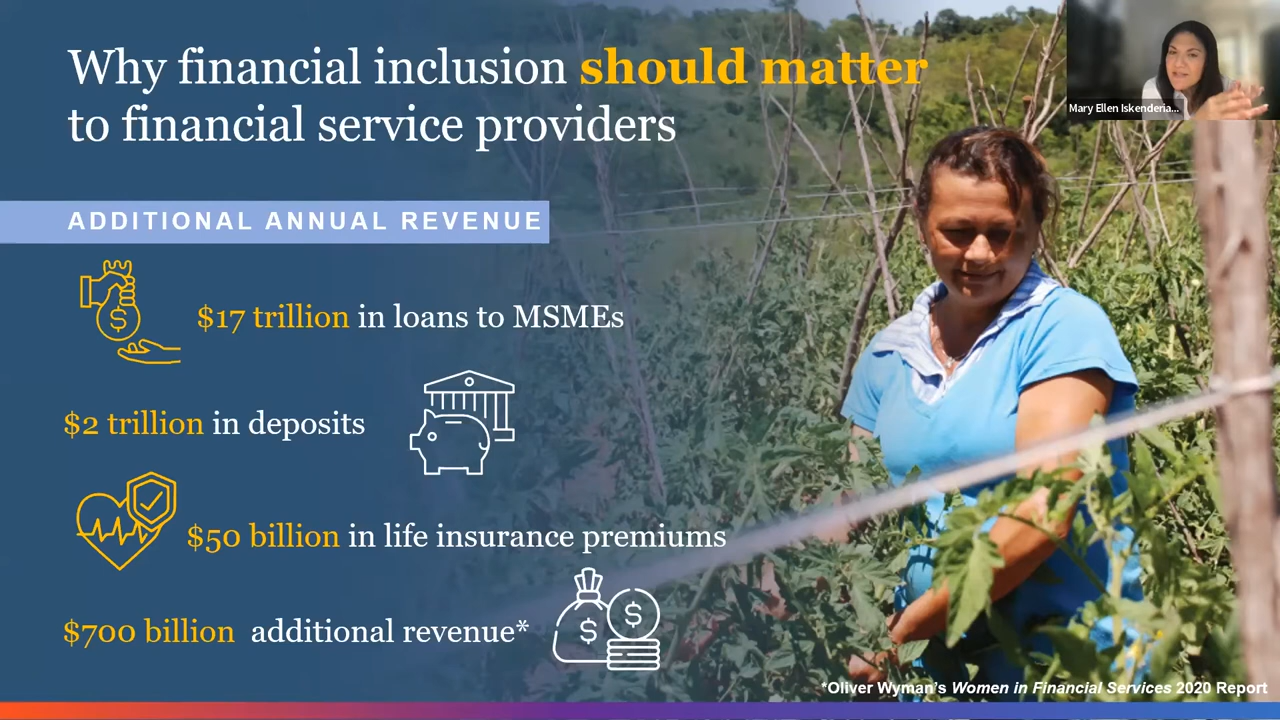 Why financial inclusion should matter
to financial service providers
Mary Ellen Iskenderia...
ADDITIONAL ANNUAL REVENUE
$17 trillion in loans to MSMEs
$2 trillion in deposits
$50 billion in life insurance premiums
$700 billion additional revenue*
*Oliver Wyman's Women in Financial Services 2020 Report